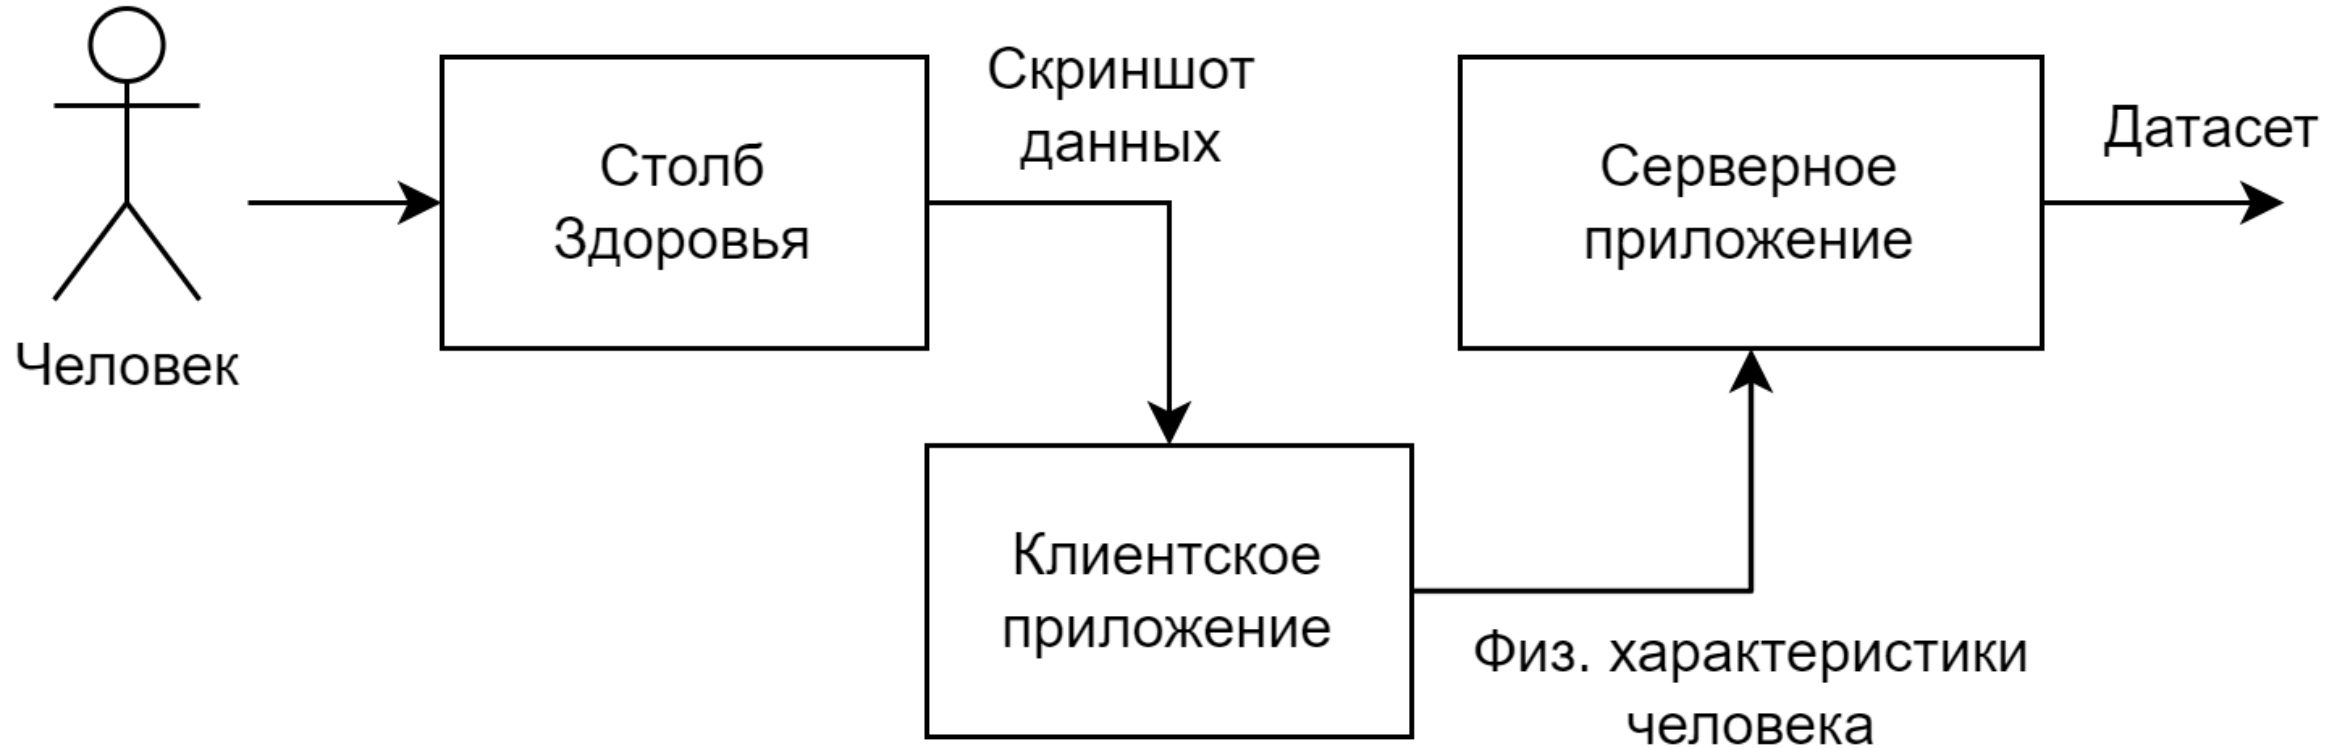 Человек
Столб
Здоровья
Скриншот
данных
Клиентское
приложение
Физ. характеристики
человека
Серверное
приложение
Датасет